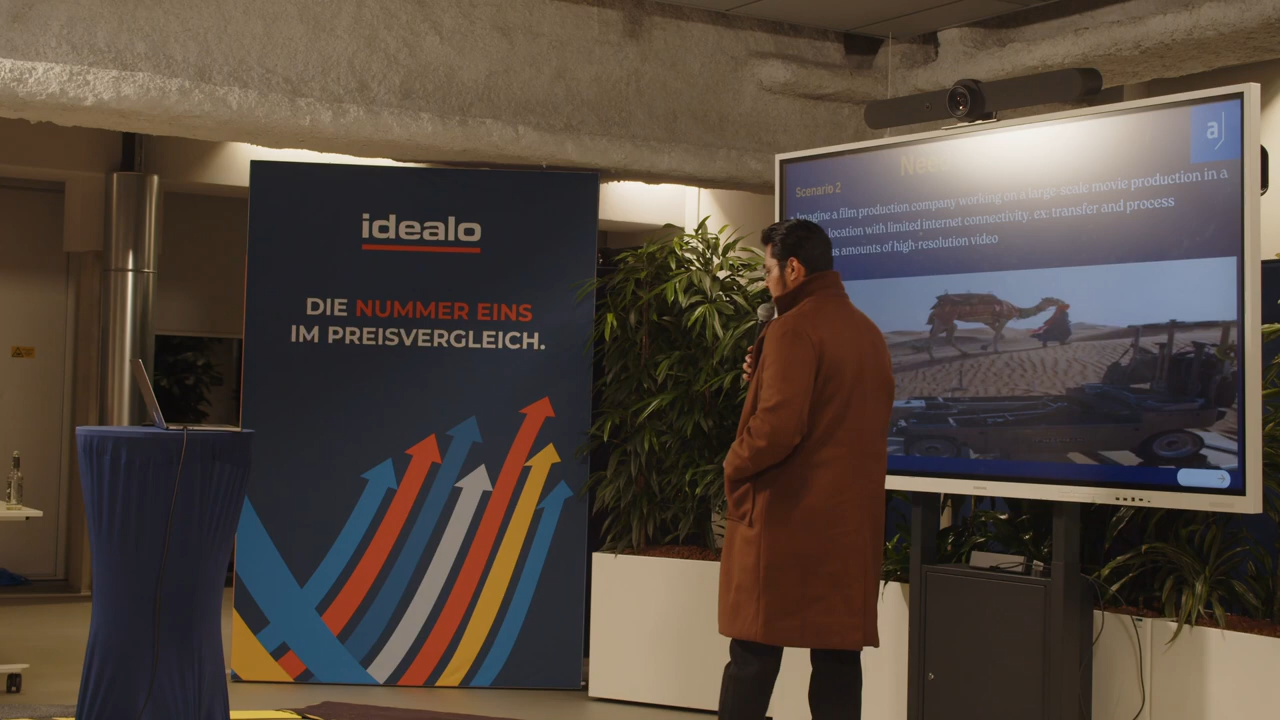 idealo
DIE NUMMER EINS
IM PREISVERGLEICH.
a
Scenario 2
Imagine a film production company working on a large-scale movie production in a
location with limited internet connectivity. ex: transfer and process
amounts of high-resolution video